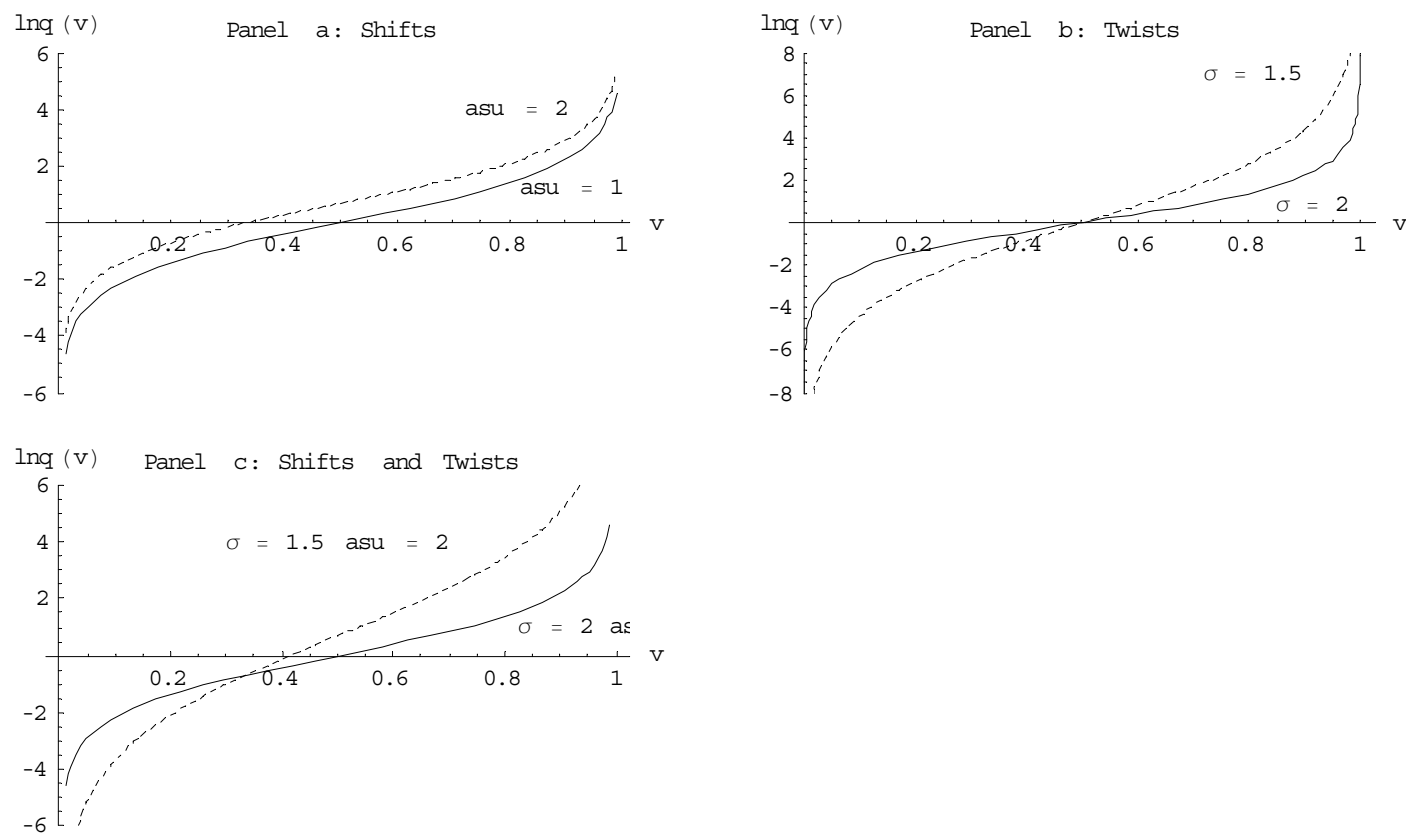 lnq (v)
Panel a: Shifts
6
4
2
-2
-4
-6
asu = 2
asu = 1
0.2 0.4 0.6 0.8 1
v
lnq (v)
Panel b: Twists
8
6
4
2
-2
-4
-6
-8
σ = 1.5
σ = 2
0.2 0.4 0.6 0.8 1
v
lnq (v)
Panel c: Shifts and Twists
6
4
2
-2
-4
-6
σ = 1.5 asu = 2
σ = 2 as
0.2 0.4 0.6 0.8 1
v